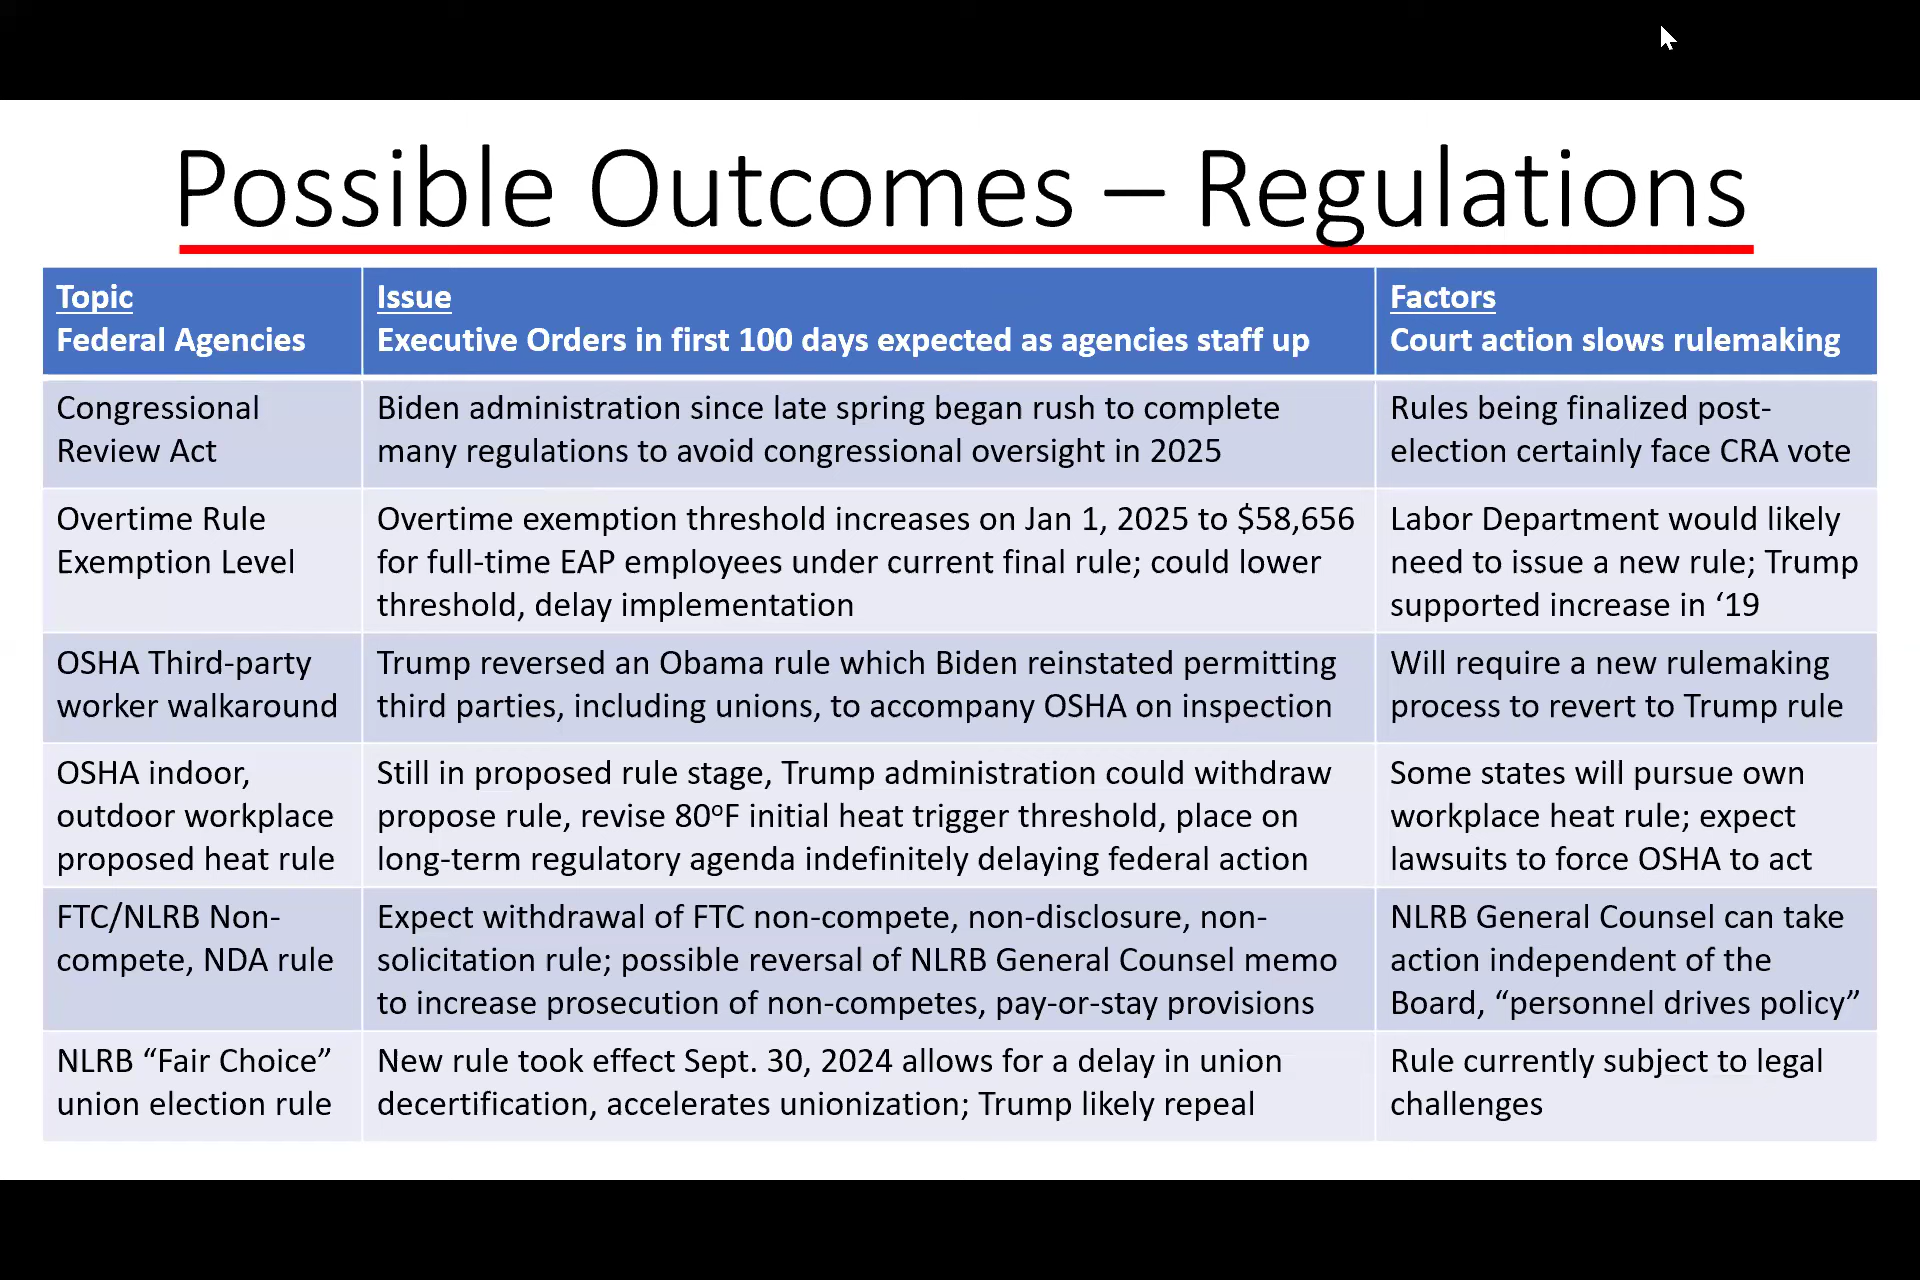 Possible Outcomes – Regulations
Topic
Federal Agencies
Issue
Executive Orders in first 100 days expected as agencies staff up
Factors
Court action slows rulemaking
Congressional
Review Act
Biden administration since late spring began rush to complete
many regulations to avoid congressional oversight in 2025
Rules being finalized post-
election certainly face CRA vote
Overtime Rule
Exemption Level
Overtime exemption threshold increases on Jan 1, 2025 to $58,656
for full-time EAP employees under current final rule; could lower
threshold, delay implementation
Labor Department would likely
need to issue a new rule; Trump
supported increase in ‘19
OSHA Third-party
worker walkaround
Trump reversed an Obama rule which Biden reinstated permitting
third parties, including unions, to accompany OSHA on inspection
Will require a new rulemaking
process to revert to Trump rule
OSHA indoor,
outdoor workplace
proposed heat rule
Still in proposed rule stage, Trump administration could withdraw
propose rule, revise 80°F initial heat trigger threshold, place on
long-term regulatory agenda indefinitely delaying federal action
Some states will pursue own
workplace heat rule; expect
lawsuits to force OSHA to act
FTC/NLRB Non-
compete, NDA rule
Expect withdrawal of FTC non-compete, non-disclosure, non-
solicitation rule; possible reversal of NLRB General Counsel memo
to increase prosecution of non-competes, pay-or-stay provisions
NLRB General Counsel can take
action independent of the
Board, “personnel drives policy”
NLRB “Fair Choice”
union election rule
New rule took effect Sept. 30, 2024 allows for a delay in union
decertification, accelerates unionization; Trump likely repeal
Rule currently subject to legal
challenges